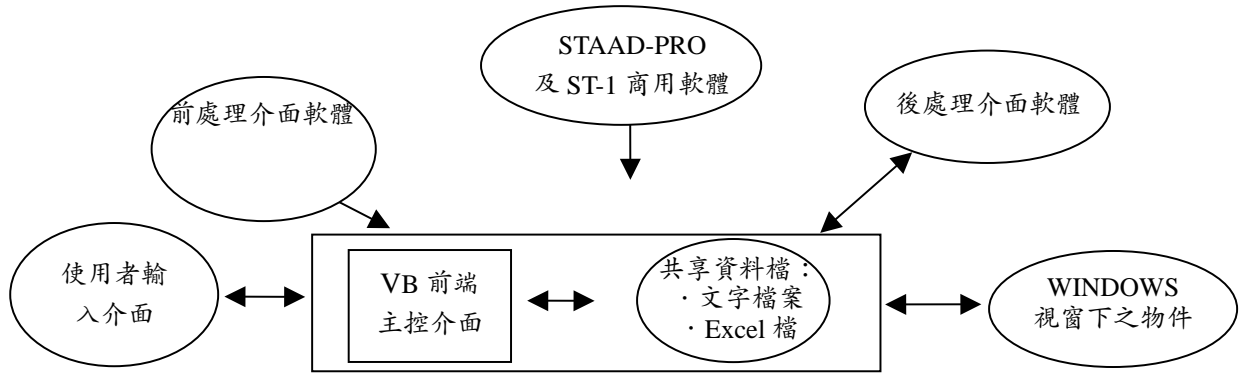 STAAD-PRO
及 ST-1 商用軟體
前處理介面軟體
後處理介面軟體
使用者輸
入介面
VB 前端
主控介面
共享資料檔：
．文字檔案
．Excel 檔
WINDOWS
視窗下之物件